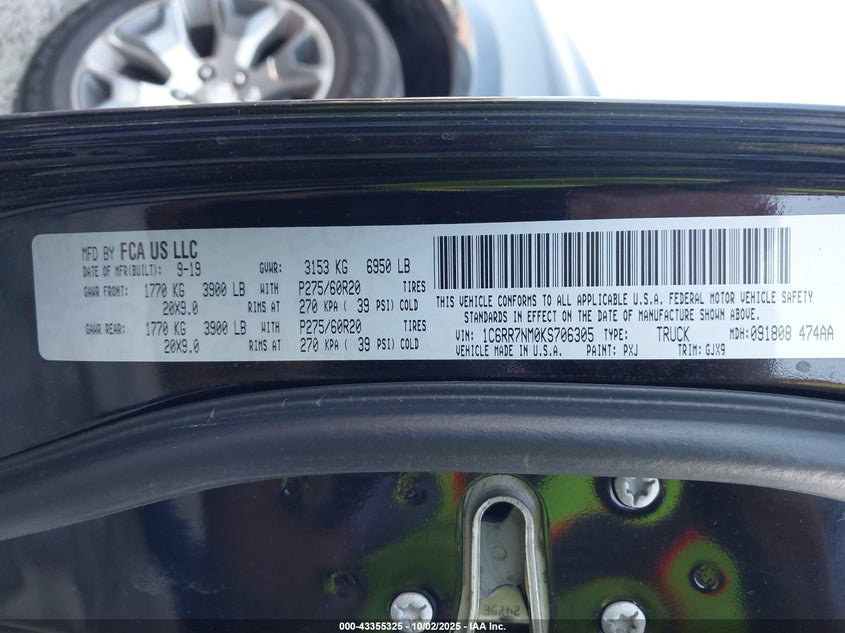 MFD BY FCA US LLC
DATE OF MFR(BUILT): 9-19 GVWR: 3153 KG 6950 LB
GAWR FRONT: 1770 KG 3900 LB WITH P275/60R20 TIRES
20X9.0 RIMS AT 270 KPA ( 39 PSI) COLD
GAWR REAR: 1770 KG 3900 LB WITH P275/60R20 TIRES
20X9.0 RIMS AT 270 KPA ( 39 PSI) COLD
THIS VEHICLE CONFORMS TO ALL APPLICABLE U.S.A. FEDERAL MOTOR VEHICLE SAFETY
STANDARDS IN EFFECT ON THE DATE OF MANUFACTURE SHOWN ABOVE.
VIN: 1C6RR7NM0KS706305 TYPE: TRUCK MDH:091808 474AA
VEHICLE MADE IN U.S.A. PAINT: PXJ TRIM: GJX9
000-43355325 - 10/02/2025 - IAA Inc.